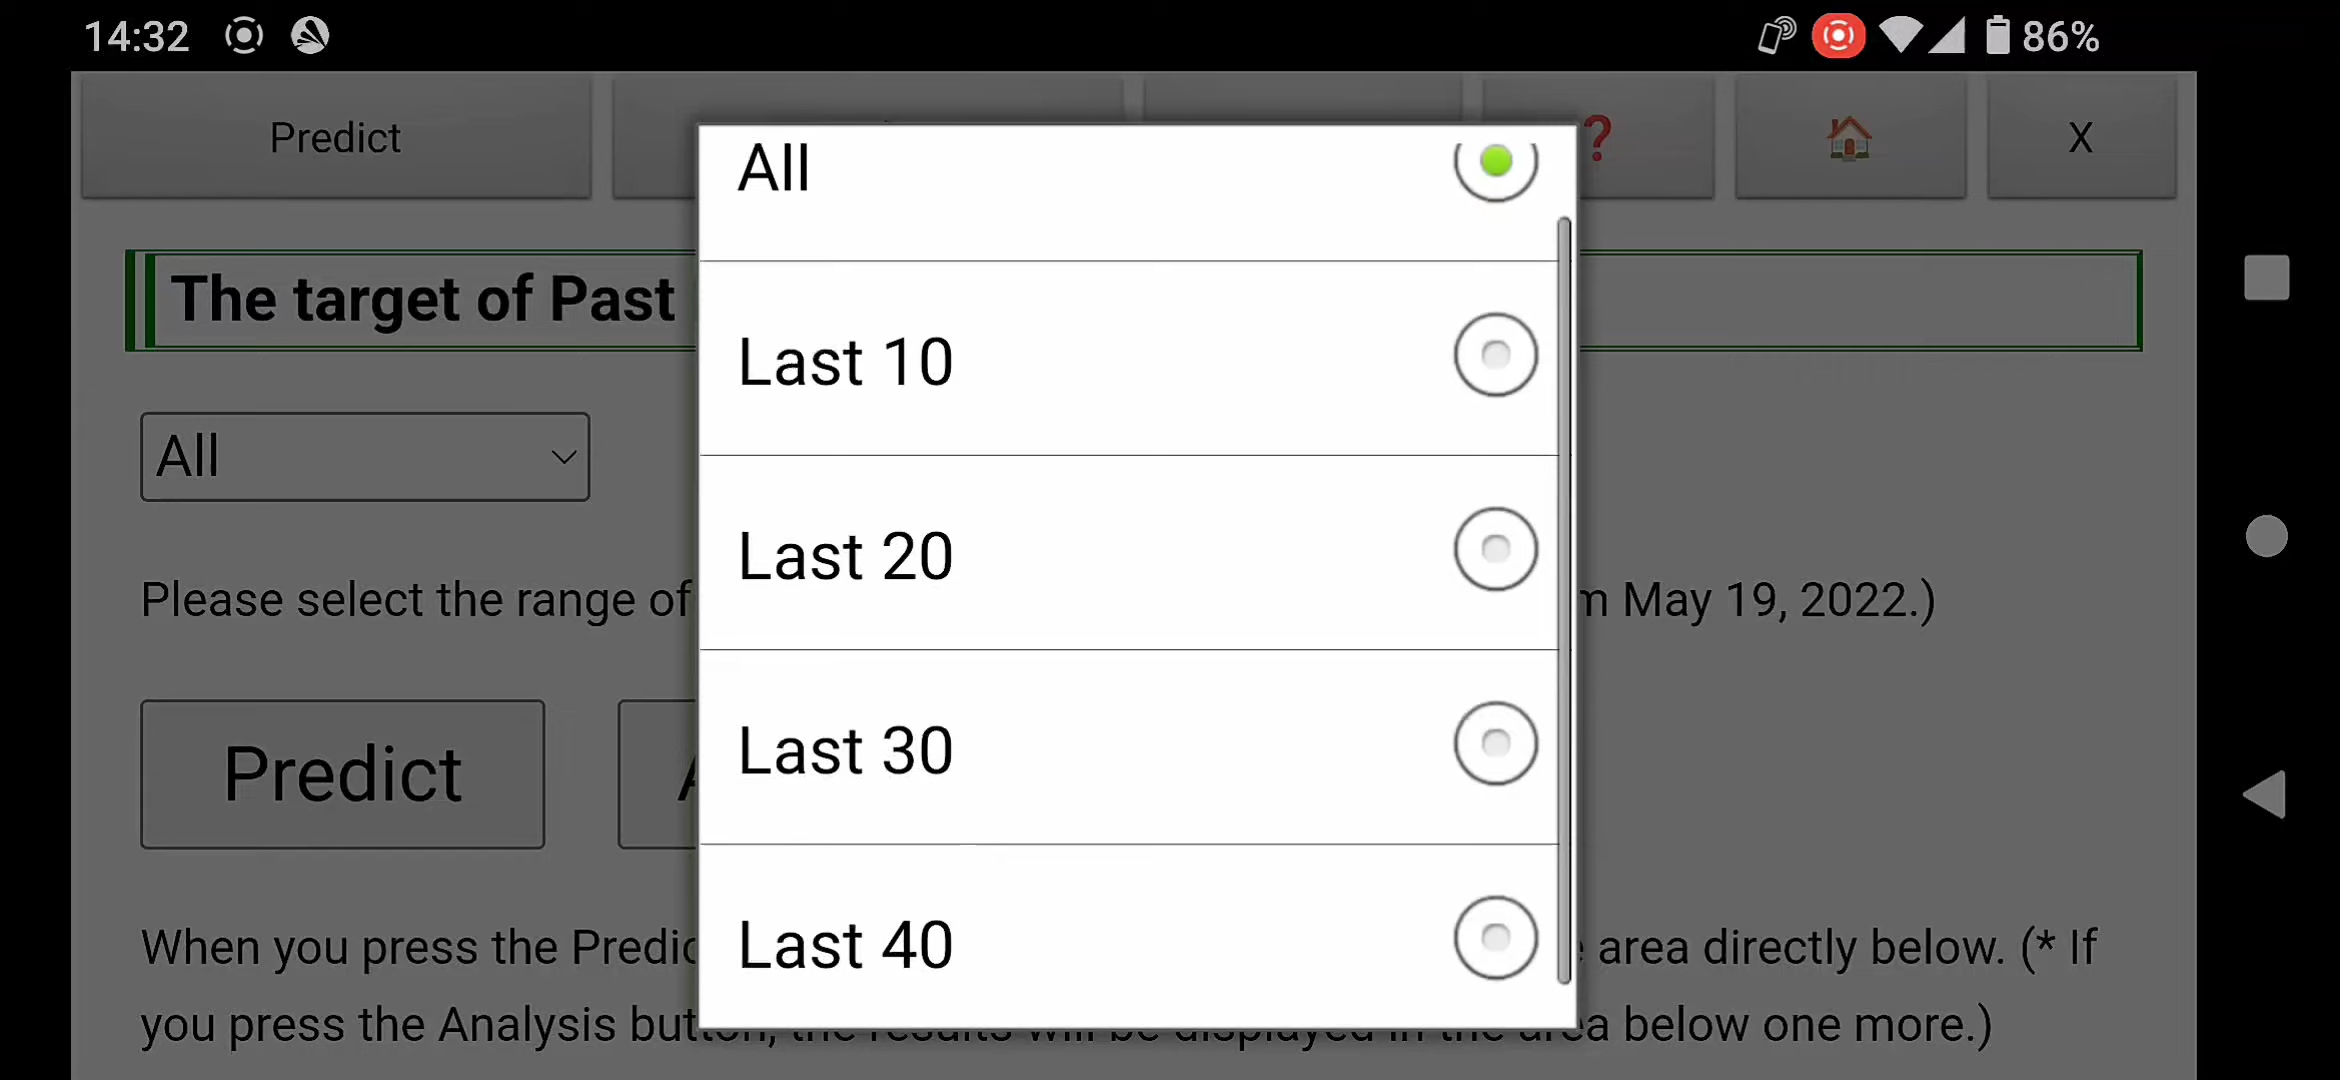 14:32
86%
Predict
❓
X
The target of Past
All
Please select the range of
May 19, 2022.)
Predict
When you press the
area directly below. (* If
you press the Analysis
below one more.)
All
Last 10
Last 20
Last 30
Last 40